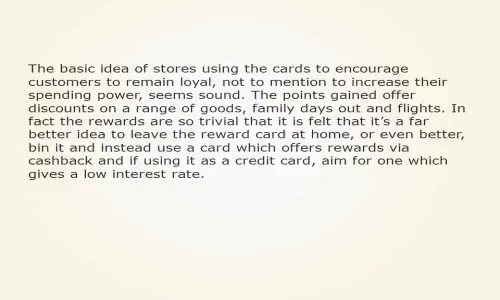 The basic idea of stores using the cards to encourage
customers to remain loyal, not to mention to increase their
spending power, seems sound. The points gained offer
discounts on a range of goods, family days out and flights. In
fact the rewards are so trivial that it is felt that it’s a far
better idea to leave the reward card at home, or even better,
bin it and instead use a card which offers rewards via
cashback and if using it as a credit card, aim for one which
gives a low interest rate.